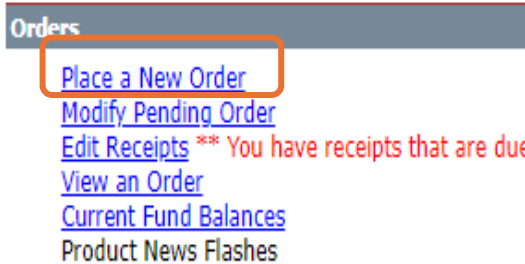 Orders
Place a New Order
Modify Pending Order
Edit Receipts ** You have receipts that are due
View an Order
Current Fund Balances
Product News Flashes